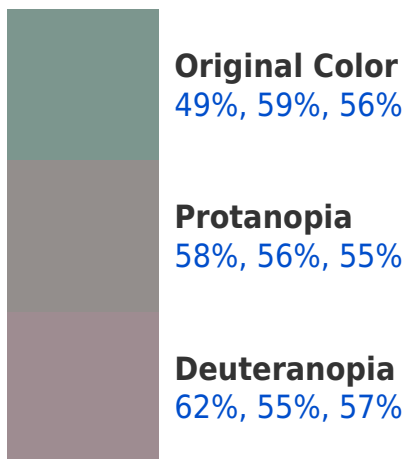 Original Color
49%, 59%, 56%
Protanopia
58%, 56%, 55%
Deuteranopia
62%, 55%, 57%